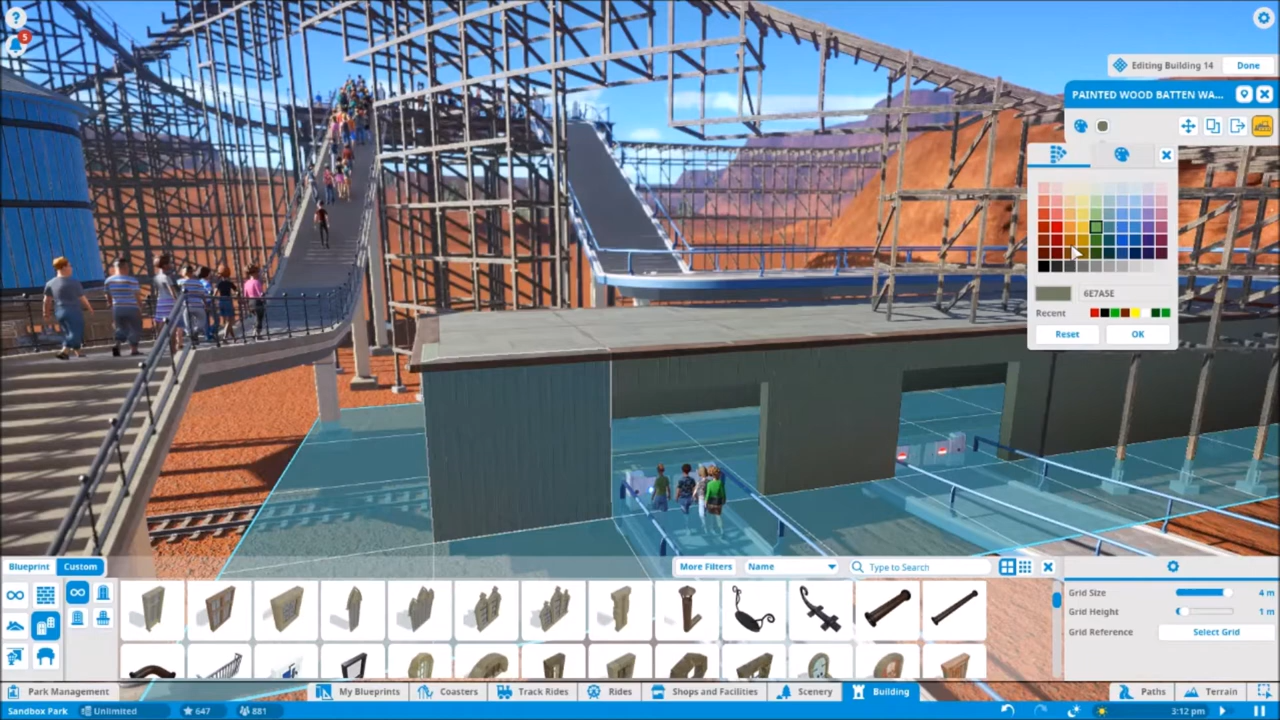 ?
5
Editing Building 14
Done
PAINTED WOOD BATTEN WA...
6E7A5E
Recent
Reset
OK
Blueprint
Custom
More Filters
Name
Type to Search
Grid Size
4 m
Grid Height
1 m
Grid Reference
Select Grid
Park Management
My Blueprints
Coasters
Track Rides
Rides
Shops and Facilities
Scenery
Building
Paths
Terrain
Sandbox Park
Unlimited
647
881
3:12 pm